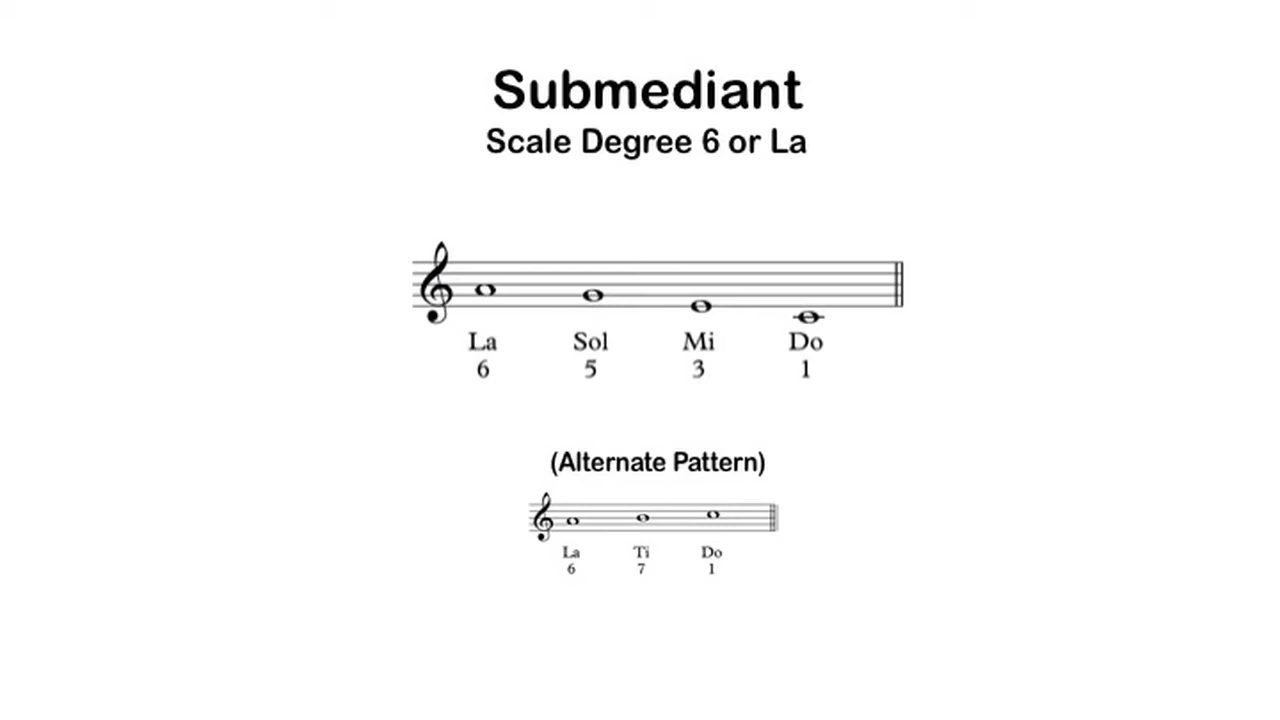 Submediant
Scale Degree 6 or La
La Sol Mi Do
6 5 3 1
(Alternate Pattern)
La Ti Do
6 7 1